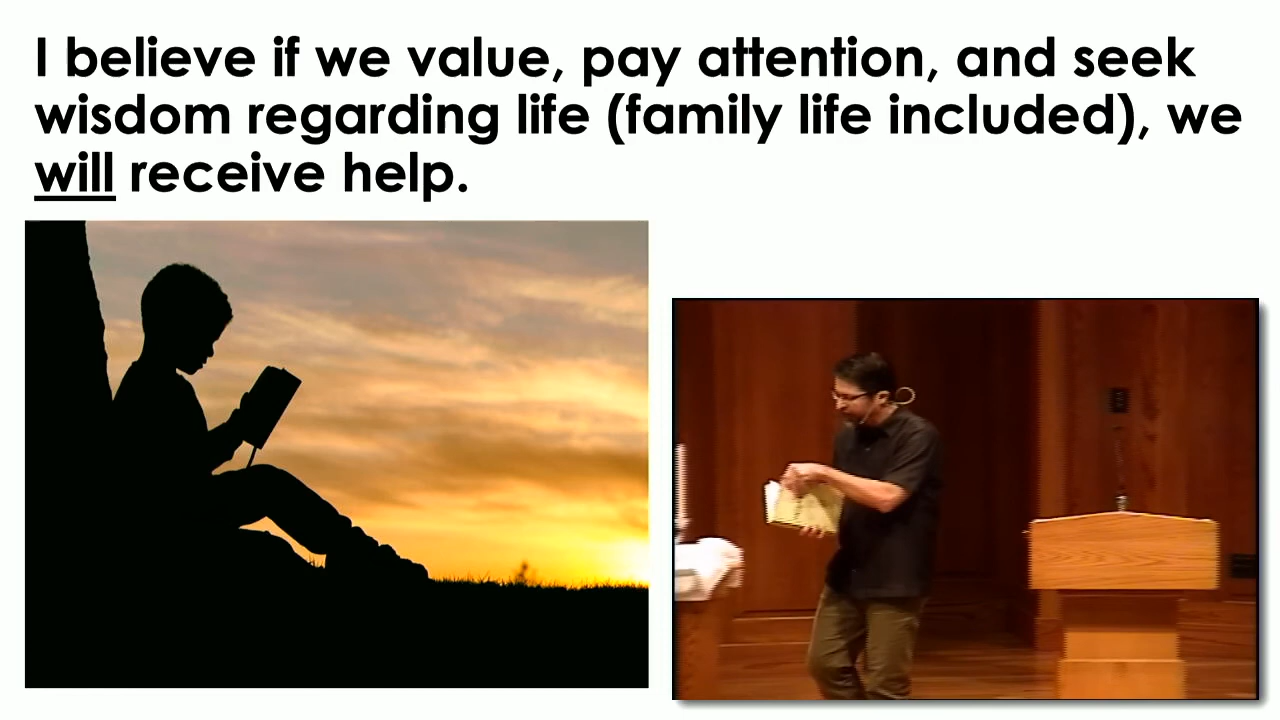 I believe if we value, pay attention, and seek
wisdom regarding life (family life included), we
will receive help.